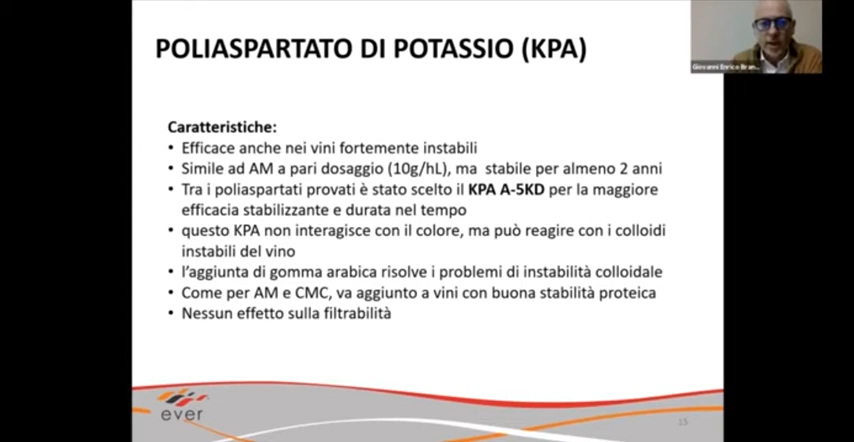 POLIASPARTATO DI POTASSIO (KPA)
Giovanni Enrico Bran...
Caratteristiche:
• Efficace anche nei vini fortemente instabili
• Simile ad AM a pari dosaggio (10g/hL), ma stabile per almeno 2 anni
• Tra i poliaspartati provati è stato scelto il KPA A-5KD per la maggiore
efficacia stabilizzante e durata nel tempo
• questo KPA non interagisce con il colore, ma può reagire con i colloidi
instabili del vino
• l'aggiunta di gomma arabica risolve i problemi di instabilità colloidale
• Come per AM e CMC, va aggiunto a vini con buona stabilità proteica
• Nessun effetto sulla filtrabilità
ever
15